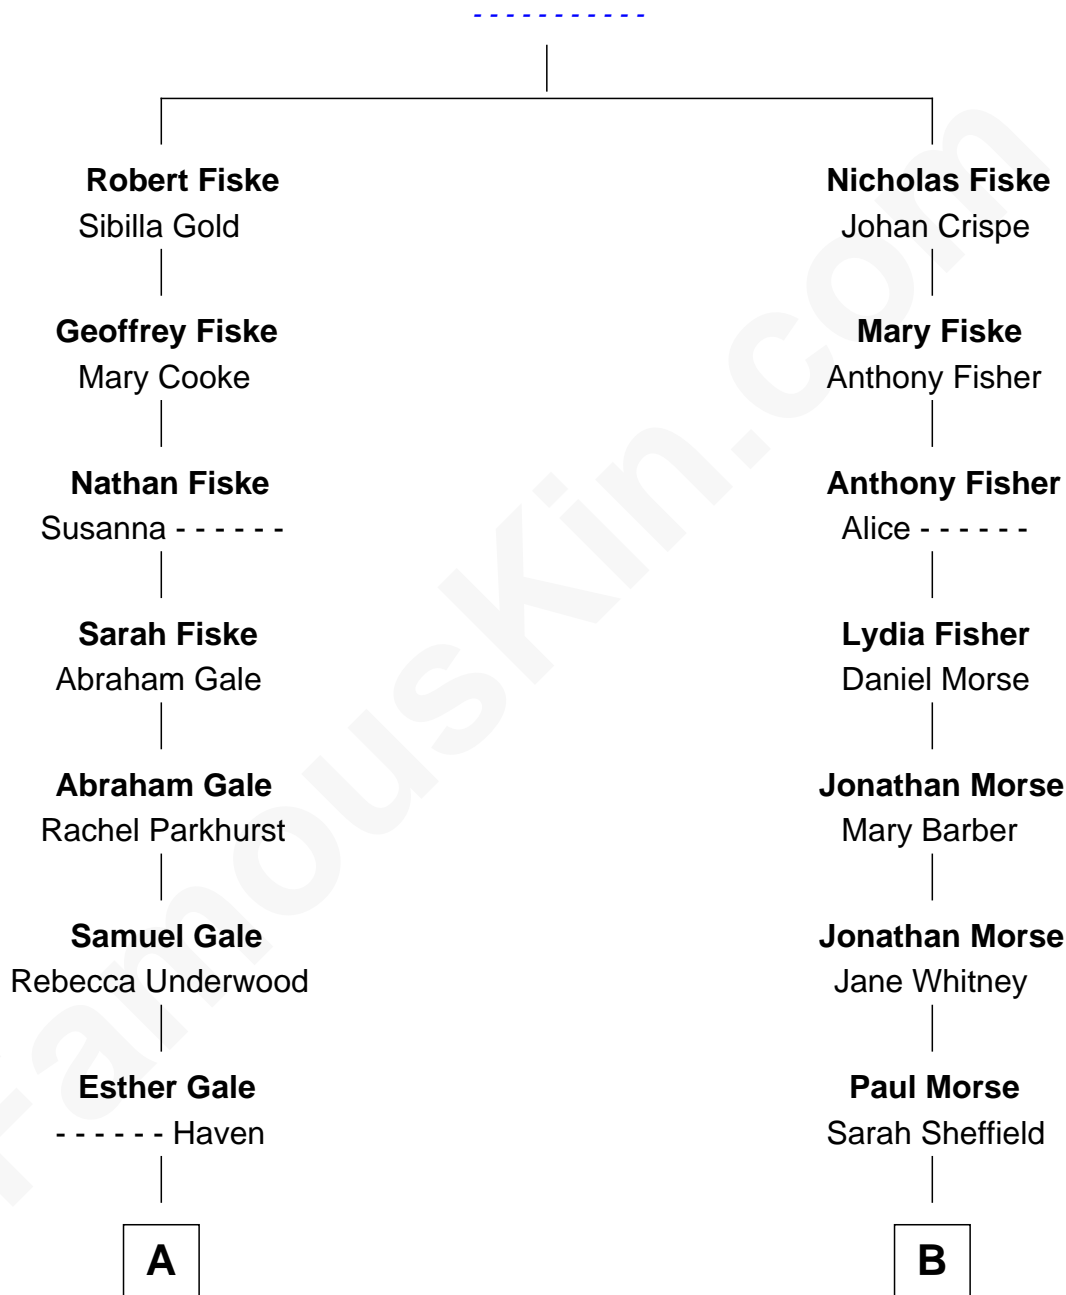 - - - - - - - - - - -
Robert Fiske
Sibilla Gold
Nicholas Fiske
Johan Crispe
Geoffrey Fiske
Mary Cooke
Mary Fiske
Anthony Fisher
Nathan Fiske
Susanna - - - - - -
Anthony Fisher
Alice - - - - - -
Sarah Fiske
Abraham Gale
Lydia Fisher
Daniel Morse
Abraham Gale
Rachel Parkhurst
Jonathan Morse
Mary Barber
Samuel Gale
Rebecca Underwood
Jonathan Morse
Jane Whitney
Esther Gale
- - - - - - Haven
Paul Morse
Sarah Sheffield
A
B
FamousKin.com